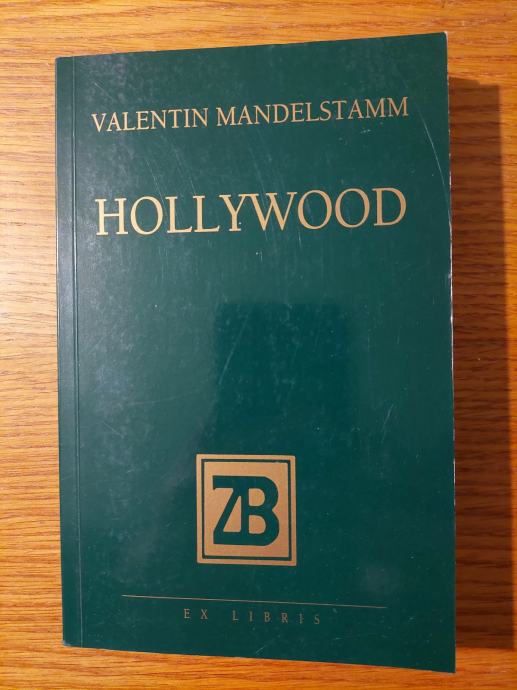 VALENTIN MANDELSTAMM
HOLLYWOOD
ZB
EX LIBRIS